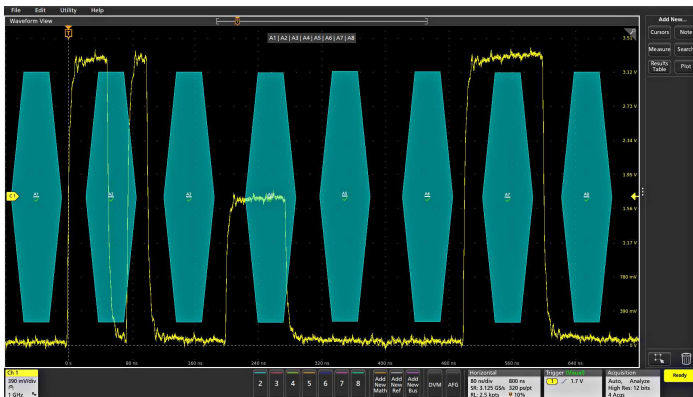 File Edit Utility Help
Waveform View
Add New...
A1 | A2 | A3 | A4 | A5 | A6 | A7 | A8
Cursors Note
Measure Search
Results Table Plot
3.51 V
3.12 V
2.73 V
2.34 V
1.95 V
1.56 V
1.17 V
780 mV
390 mV
T
C1
A1 A2 A3 A5 A6 A7 A8
0 s 80 ns 160 ns 240 ns 320 ns 400 ns 480 ns 560 ns 640 ns
Ch 1
390 mV/div
1 GHz
2 3 4 5 6 7 8
Add New Math
Add New Ref
Add New Bus
DVM AFG
Horizontal
80 ns/div 800 ns
SR: 3.125 GS/s 320 ps/pt
RL: 2.5 kpts 10%
Trigger Visual
1 1.7 V
Acquisition
Auto, Analyze
High Res: 12 bits
4 Acqs
Ready